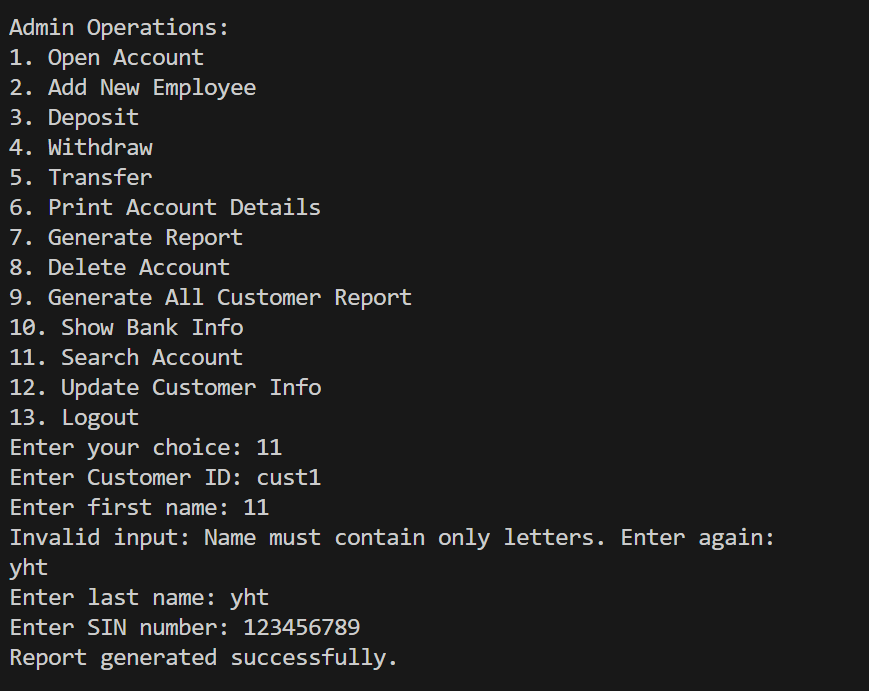 Admin Operations:
1. Open Account
2. Add New Employee
3. Deposit
4. Withdraw
5. Transfer
6. Print Account Details
7. Generate Report
8. Delete Account
9. Generate All Customer Report
10. Show Bank Info
11. Search Account
12. Update Customer Info
13. Logout
Enter your choice: 11
Enter Customer ID: cust1
Enter first name: 11
Invalid input: Name must contain only letters. Enter again:
yht
Enter last name: yht
Enter SIN number: 123456789
Report generated successfully.